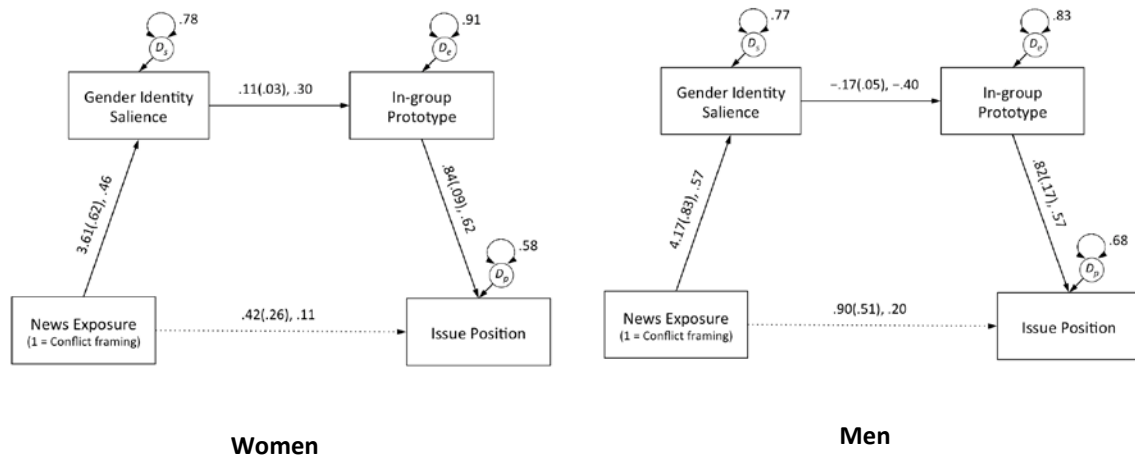 .78
Ds
.91
De
Gender Identity
Salience
.11(.03), .30
In-group
Prototype
3.61(.62), .46
.84(.09), .62
.58
Dp
News Exposure
(1 = Conflict framing)
.42(.26), .11
Issue Position
Women
.77
Ds
.83
De
Gender Identity
Salience
−.17(.05), −.40
In-group
Prototype
4.17(.83), .57
.82(.17), .57
.68
Dp
News Exposure
(1 = Conflict framing)
.90(.51), .20
Issue Position
Men